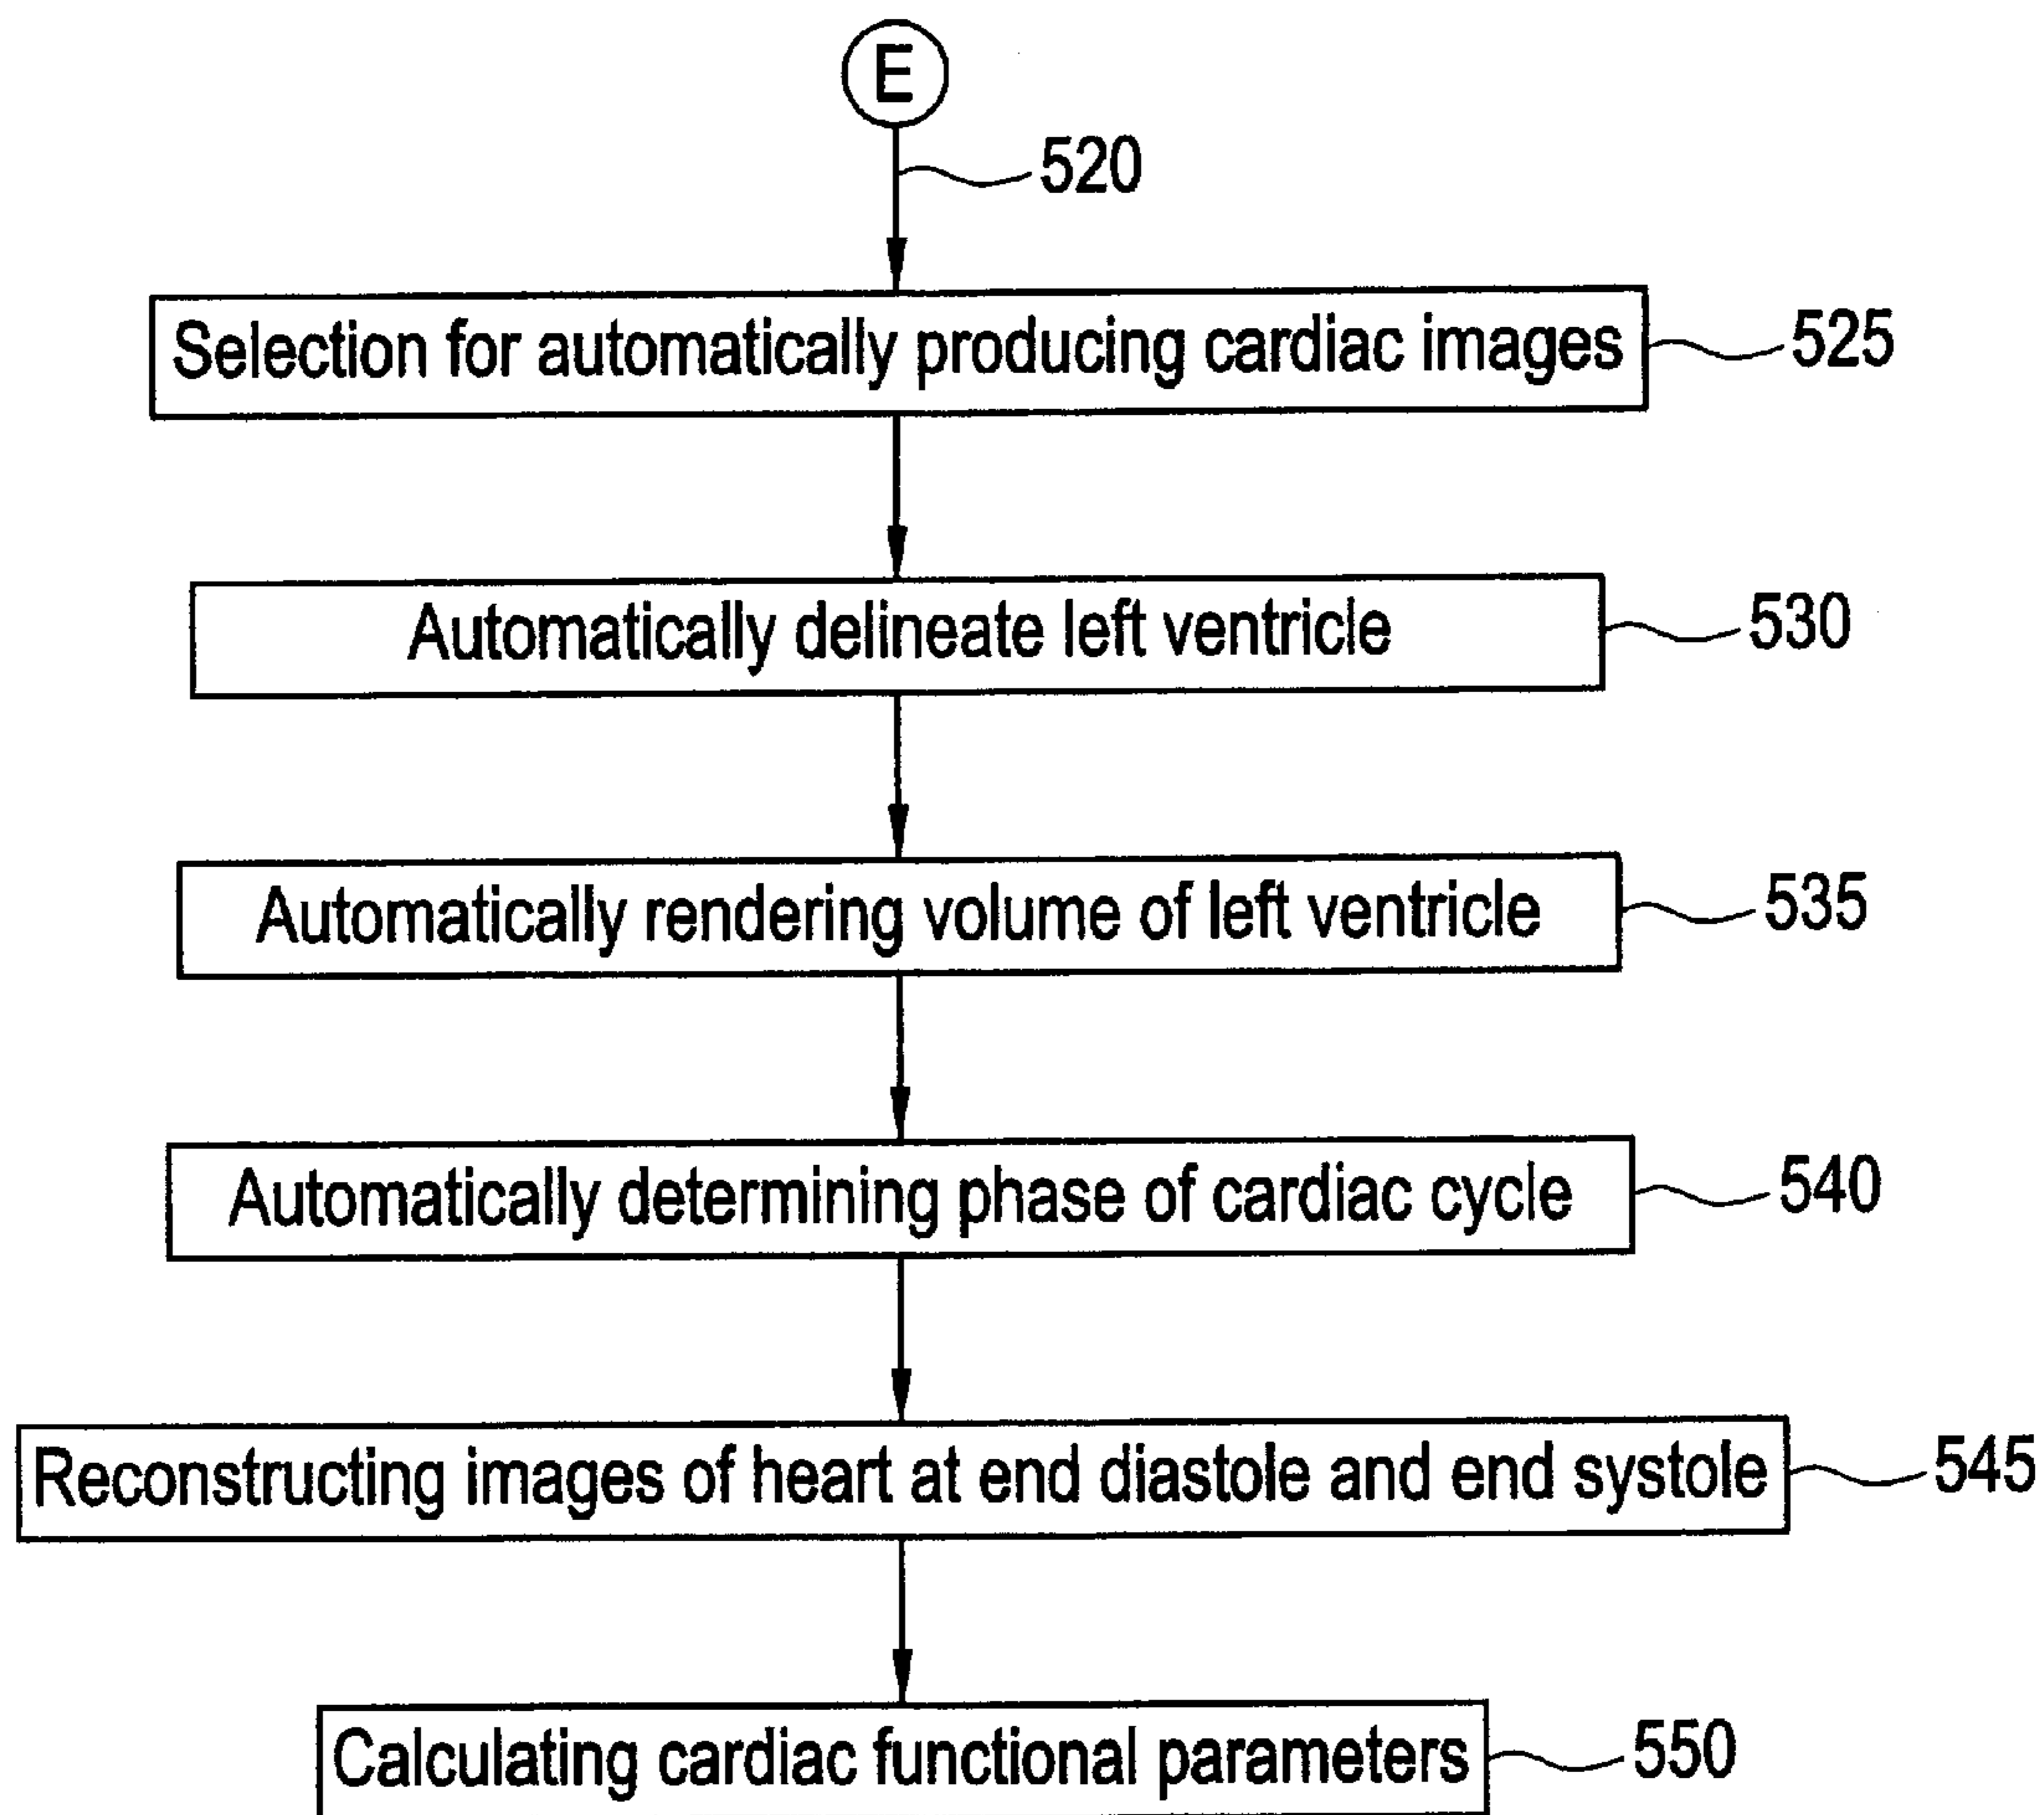 E
520
Selection for automatically producing cardiac images
525
Automatically delineate left ventricle
530
Automatically rendering volume of left ventricle
535
Automatically determining phase of cardiac cycle
540
Reconstructing images of heart at end diastole and end systole
545
Calculating cardiac functional parameters
550